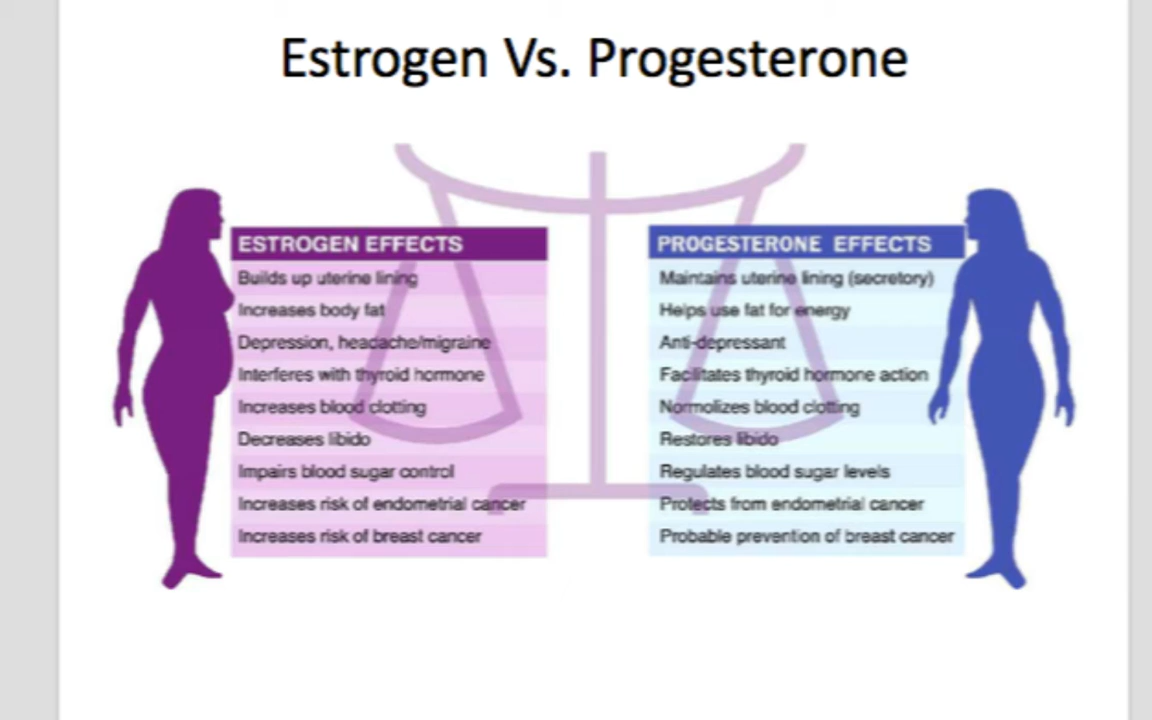 Estrogen Vs. Progesterone
ESTROGEN EFFECTS
Builds up uterine lining
Increases body fat
Depression, headache/migraine
Interferes with thyroid hormone
Increases blood clotting
Decreases libido
Impairs blood sugar control
Increases risk of endometrial cancer
Increases risk of breast cancer
PROGESTERONE EFFECTS
Maintains uterine lining (secretory)
Helps use fat for energy
Anti-depressant
Facilitates thyroid hormone action
Normolizes blood clotting
Restores libido
Regulates blood sugar levels
Protects from endometrial cancer
Probable prevention of breast cancer